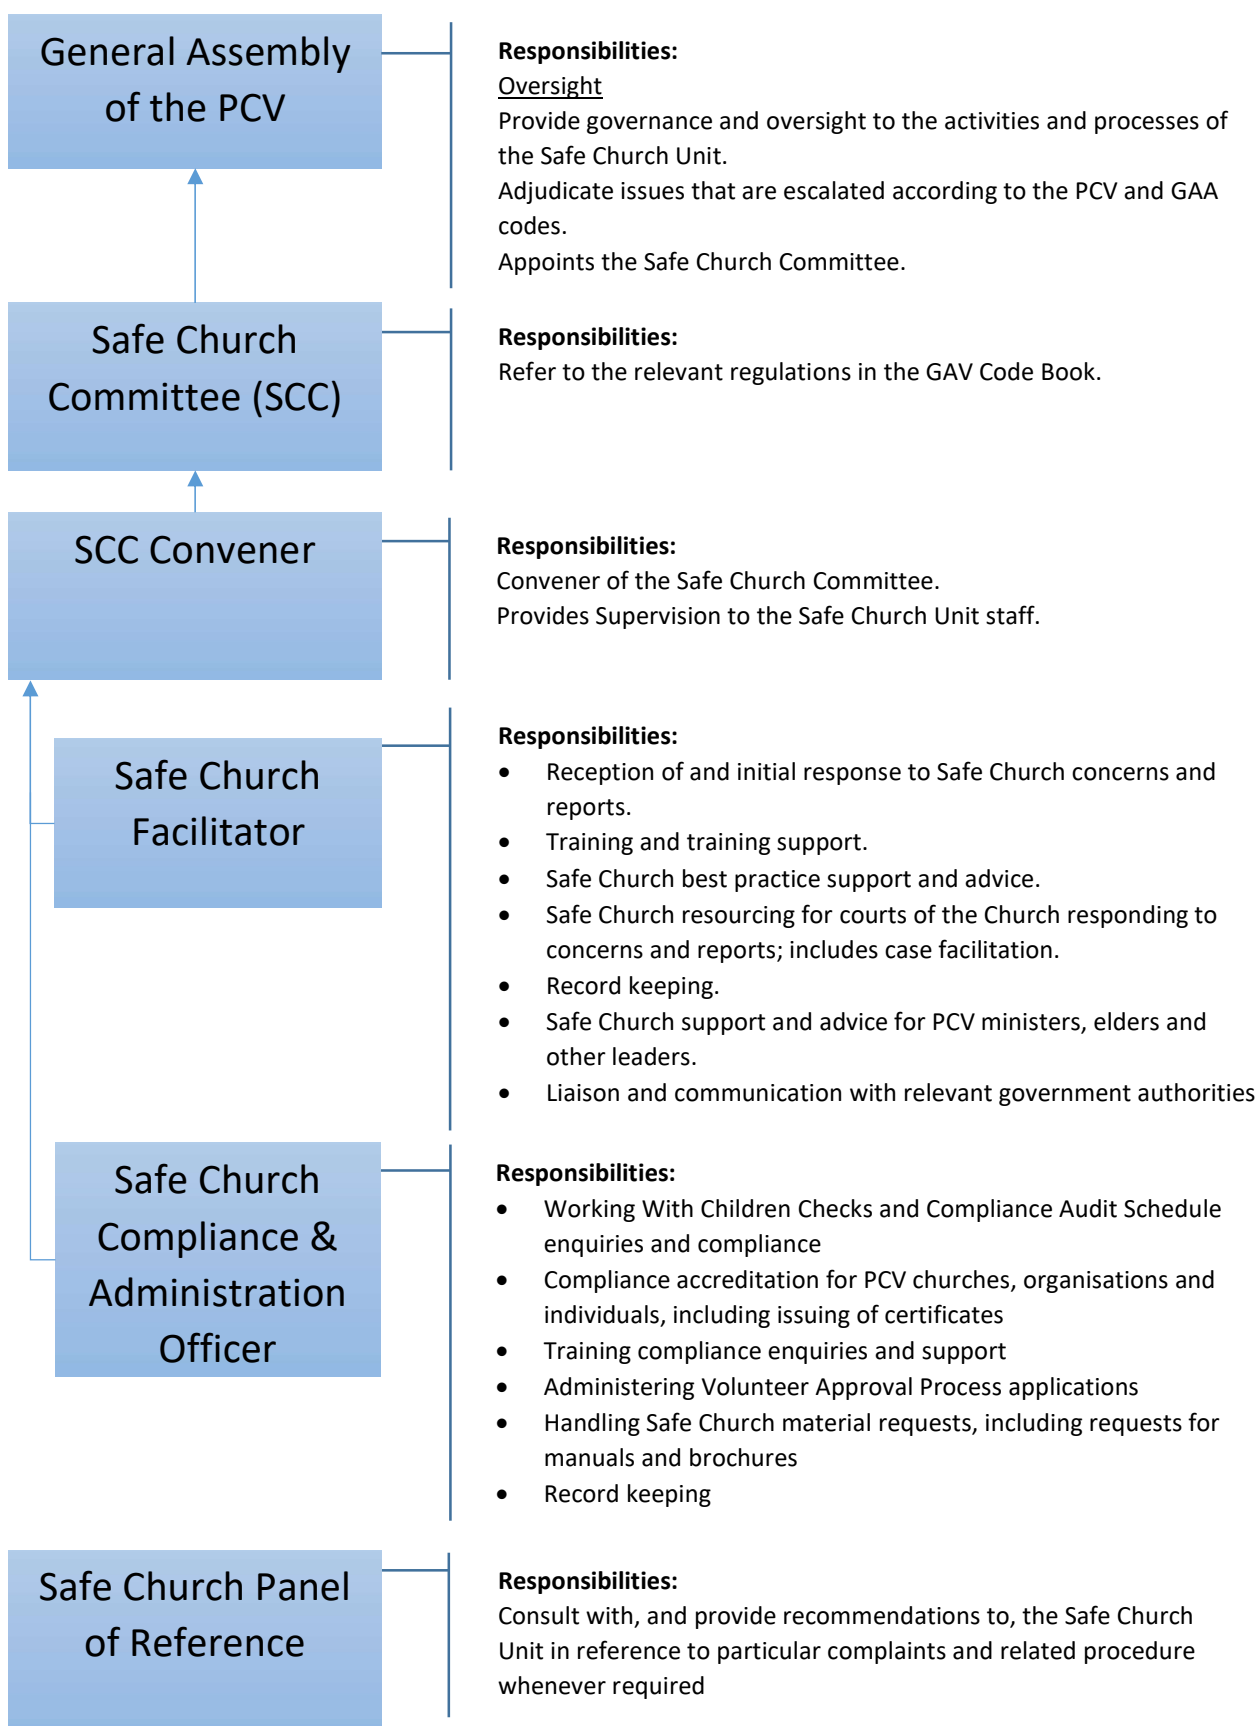 General Assembly
of the PCV
Responsibilities:
Oversight
Provide governance and oversight to the activities and processes of
the Safe Church Unit.
Adjudicate issues that are escalated according to the PCV and GAA
codes.
Appoints the Safe Church Committee.
Safe Church
Committee (SCC)
Responsibilities:
Refer to the relevant regulations in the GAV Code Book.
SCC Convener
Responsibilities:
Convener of the Safe Church Committee.
Provides Supervision to the Safe Church Unit staff.
Safe Church
Facilitator
Responsibilities:
• Reception of and initial response to Safe Church concerns and
reports.
• Training and training support.
• Safe Church best practice support and advice.
• Safe Church resourcing for courts of the Church responding to
concerns and reports; includes case facilitation.
• Record keeping.
• Safe Church support and advice for PCV ministers, elders and
other leaders.
• Liaison and communication with relevant government authorities
Safe Church
Compliance &
Administration
Officer
Responsibilities:
• Working With Children Checks and Compliance Audit Schedule
enquiries and compliance
• Compliance accreditation for PCV churches, organisations and
individuals, including issuing of certificates
• Training compliance enquiries and support
• Administering Volunteer Approval Process applications
• Handling Safe Church material requests, including requests for
manuals and brochures
• Record keeping
Safe Church Panel
of Reference
Responsibilities:
Consult with, and provide recommendations to, the Safe Church
Unit in reference to particular complaints and related procedure
whenever required